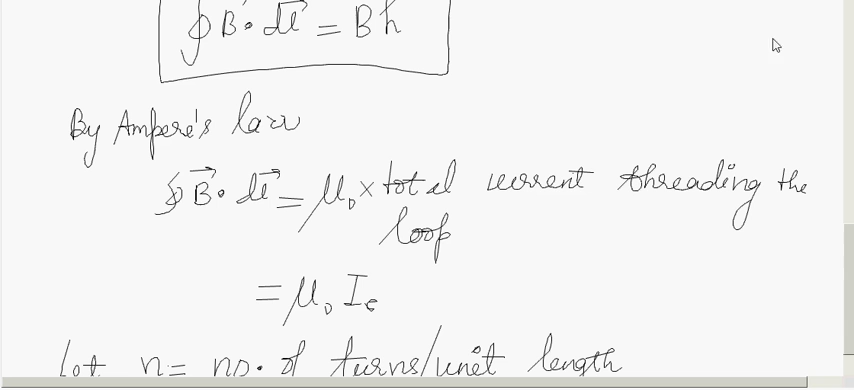 ∮ B⃗ • dl⃗ = Bh
By Ampere's law
∮ B⃗ • dl⃗ = μ₀ × total current threading the
loop
= μ₀ Iₑ
Let n = no. of turns/unit length